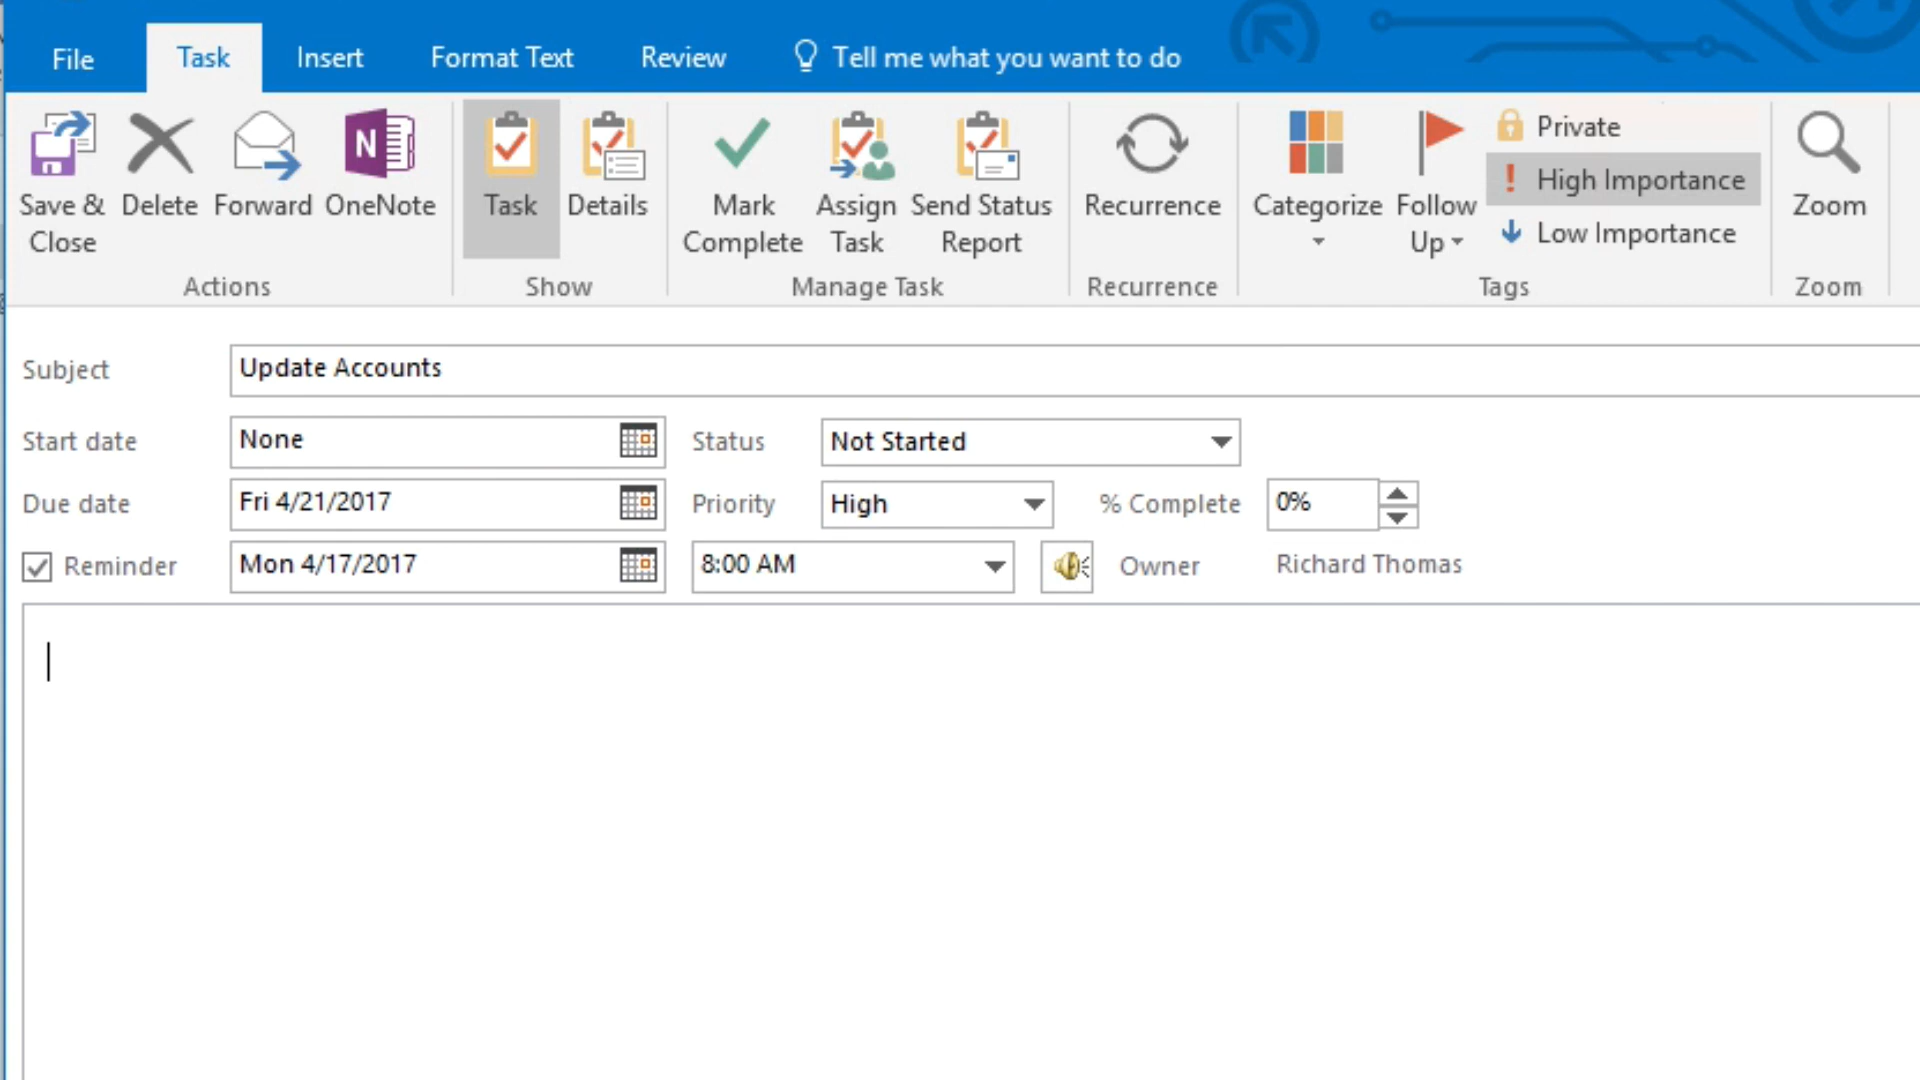 File Task Insert Format Text Review Tell me what you want to do
Save & Close Delete Forward OneNote Task Details Mark Complete Assign Task Send Status Report Recurrence Categorize Follow Up Private
! High Importance
Low Importance
Zoom
Actions Show Manage Task Recurrence Tags Zoom
Subject Update Accounts
Start date None Status Not Started
Due date Fri 4/21/2017 Priority High % Complete 0%
Reminder Mon 4/17/2017 8:00 AM Owner Richard Thomas